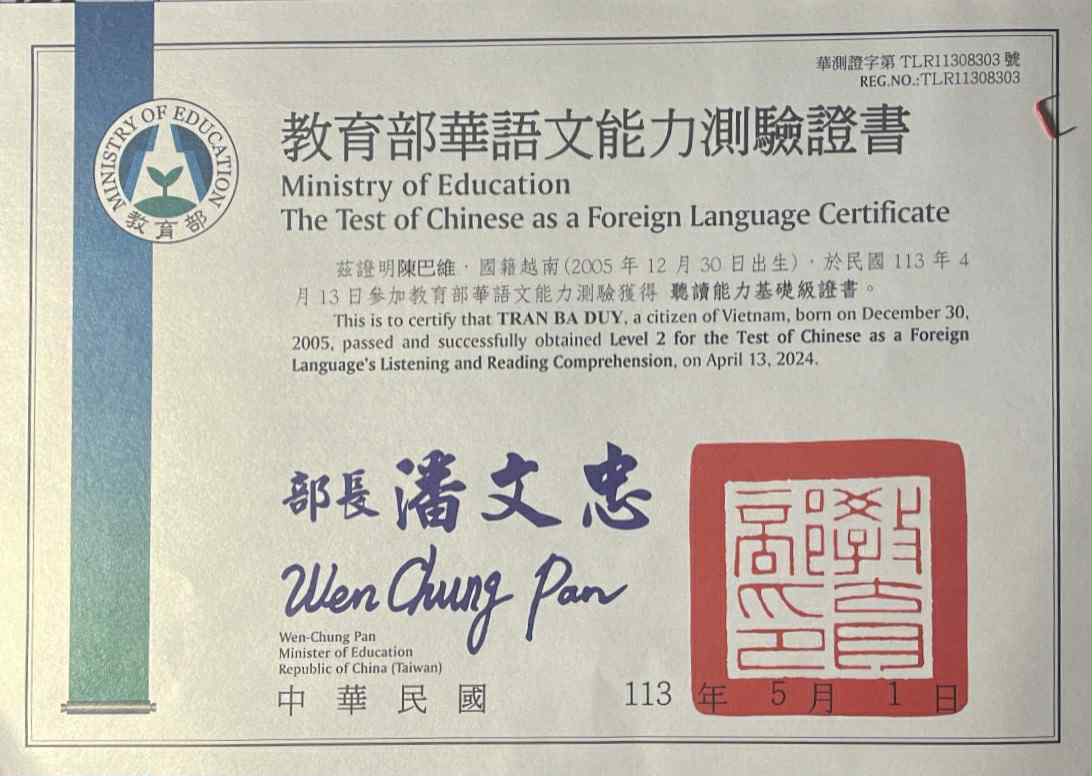 華測證字第 TLR11308303 號
REG.NO.:TLR11308303
MINISTRY OF EDUCATION
教育部
教育部華語文能力測驗證書
Ministry of Education
The Test of Chinese as a Foreign Language Certificate
茲證明陳巴維，國籍越南(2005 年 12 月 30 日出生)，於民國 113 年 4
月 13 日參加教育部華語文能力測驗獲得 聽讀能力基礎級證書。
This is to certify that TRAN BA DUY, a citizen of Vietnam, born on December 30,
2005, passed and successfully obtained Level 2 for the Test of Chinese as a Foreign
Language's Listening and Reading Comprehension, on April 13, 2024.
部長 潘文忠
Wen Chung Pan
Wen-Chung Pan
Minister of Education
Republic of China (Taiwan)
教育部印
中華民國 113 年 5 月 1 日